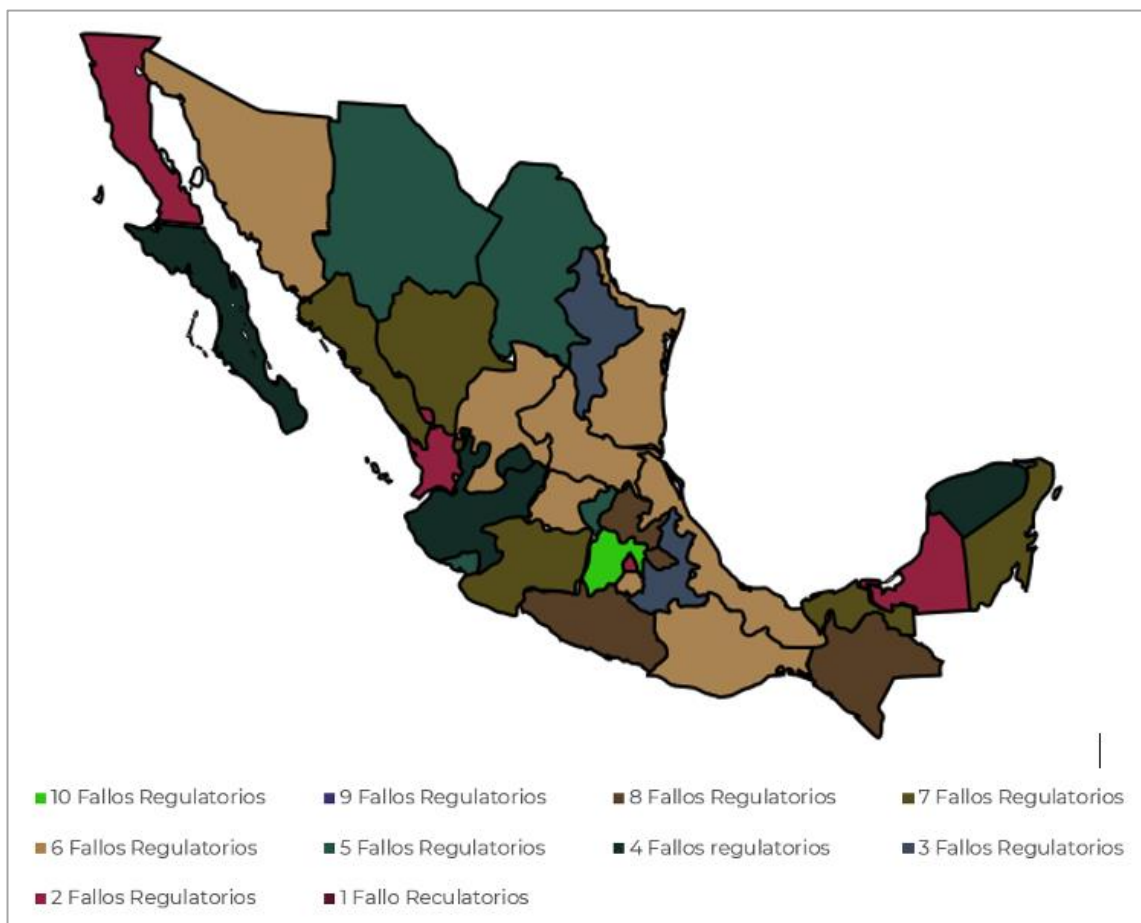 10 Fallos Regulatorios 9 Fallos Regulatorios 8 Fallos Regulatorios 7 Fallos Regulatorios
6 Fallos Regulatorios 5 Fallos Regulatorios 4 Fallos regulatorios 3 Fallos Regulatorios
2 Fallos Regulatorios 1 Fallo Reculatorios